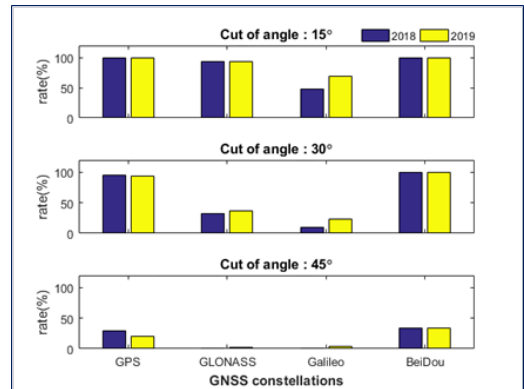 Cut of angle : 15°
2018 2019
rate(%)
100
50
0
Cut of angle : 30°
rate(%)
100
50
0
Cut of angle : 45°
rate(%)
100
50
0
GPS GLONASS Galileo BeiDou
GNSS constellations